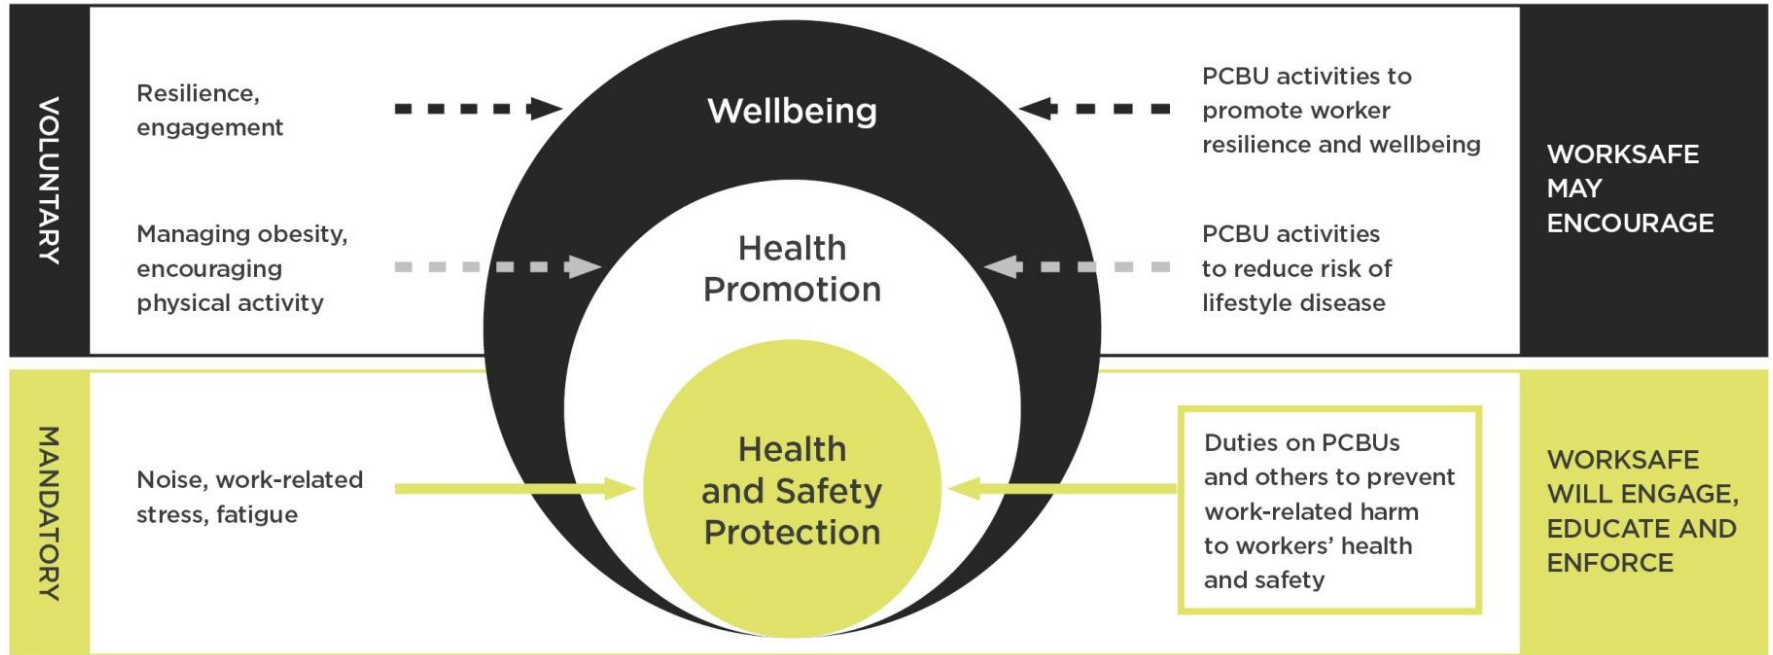 VOLUNTARY
Resilience,
engagement
Wellbeing
PCBU activities to
promote worker
resilience and wellbeing
WORKSAFE
MAY
ENCOURAGE
Managing obesity,
encouraging
physical activity
Health
Promotion
PCBU activities
to reduce risk of
lifestyle disease
MANDATORY
Noise, work-related
stress, fatigue
Health
and Safety
Protection
Duties on PCBUs
and others to prevent
work-related harm
to workers’ health
and safety
WORKSAFE
WILL ENGAGE,
EDUCATE AND
ENFORCE